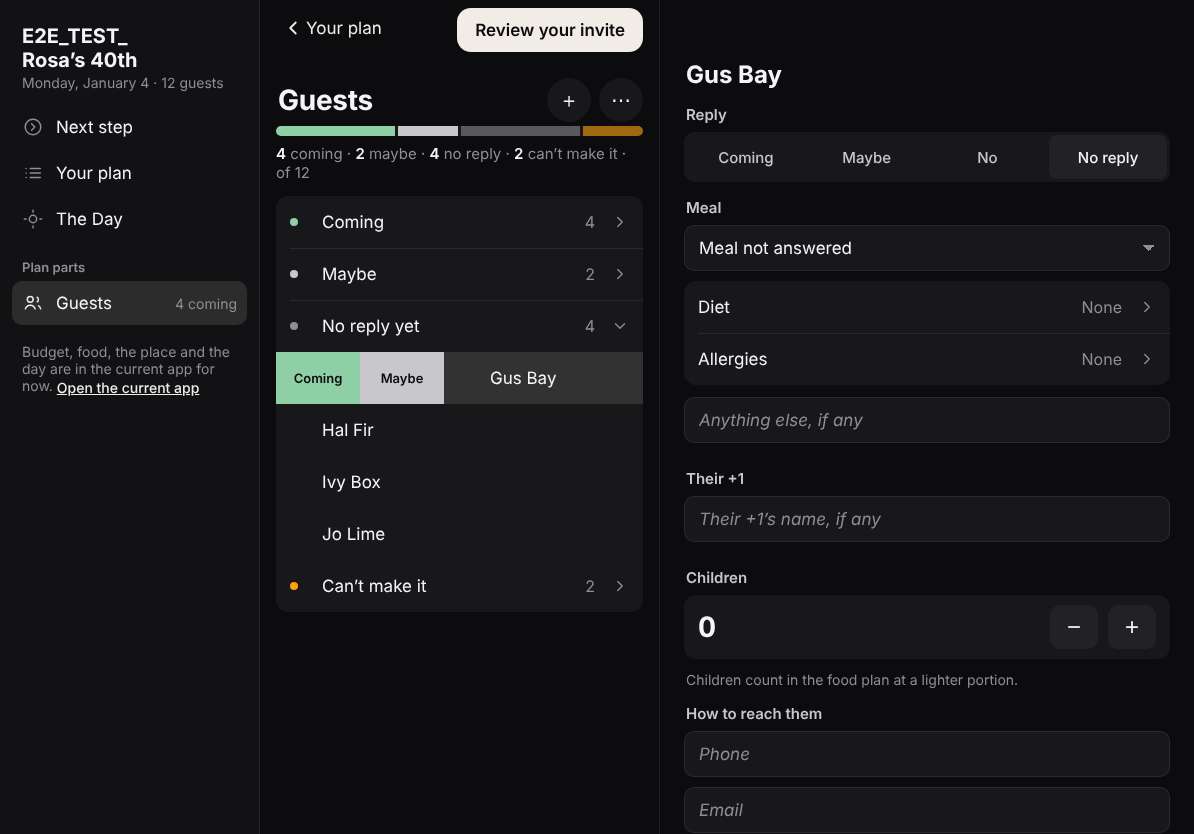 E2E_TEST_
Rosa’s 40th
Monday, January 4 · 12 guests
Next step
Your plan
The Day
Plan parts
Guests 4 coming
Budget, food, the place and the
day are in the current app for
now. Open the current app
Your plan
Review your invite
Guests
+ ···
4 coming · 2 maybe · 4 no reply · 2 can’t make it ·
of 12
Coming 4
Maybe 2
No reply yet 4
Coming Maybe Gus Bay
Hal Fir
Ivy Box
Jo Lime
Can’t make it 2
Gus Bay
Reply
Coming Maybe No No reply
Meal
Meal not answered
Diet None
Allergies None
Anything else, if any
Their +1
Their +1’s name, if any
Children
0 − +
Children count in the food plan at a lighter portion.
How to reach them
Phone
Email